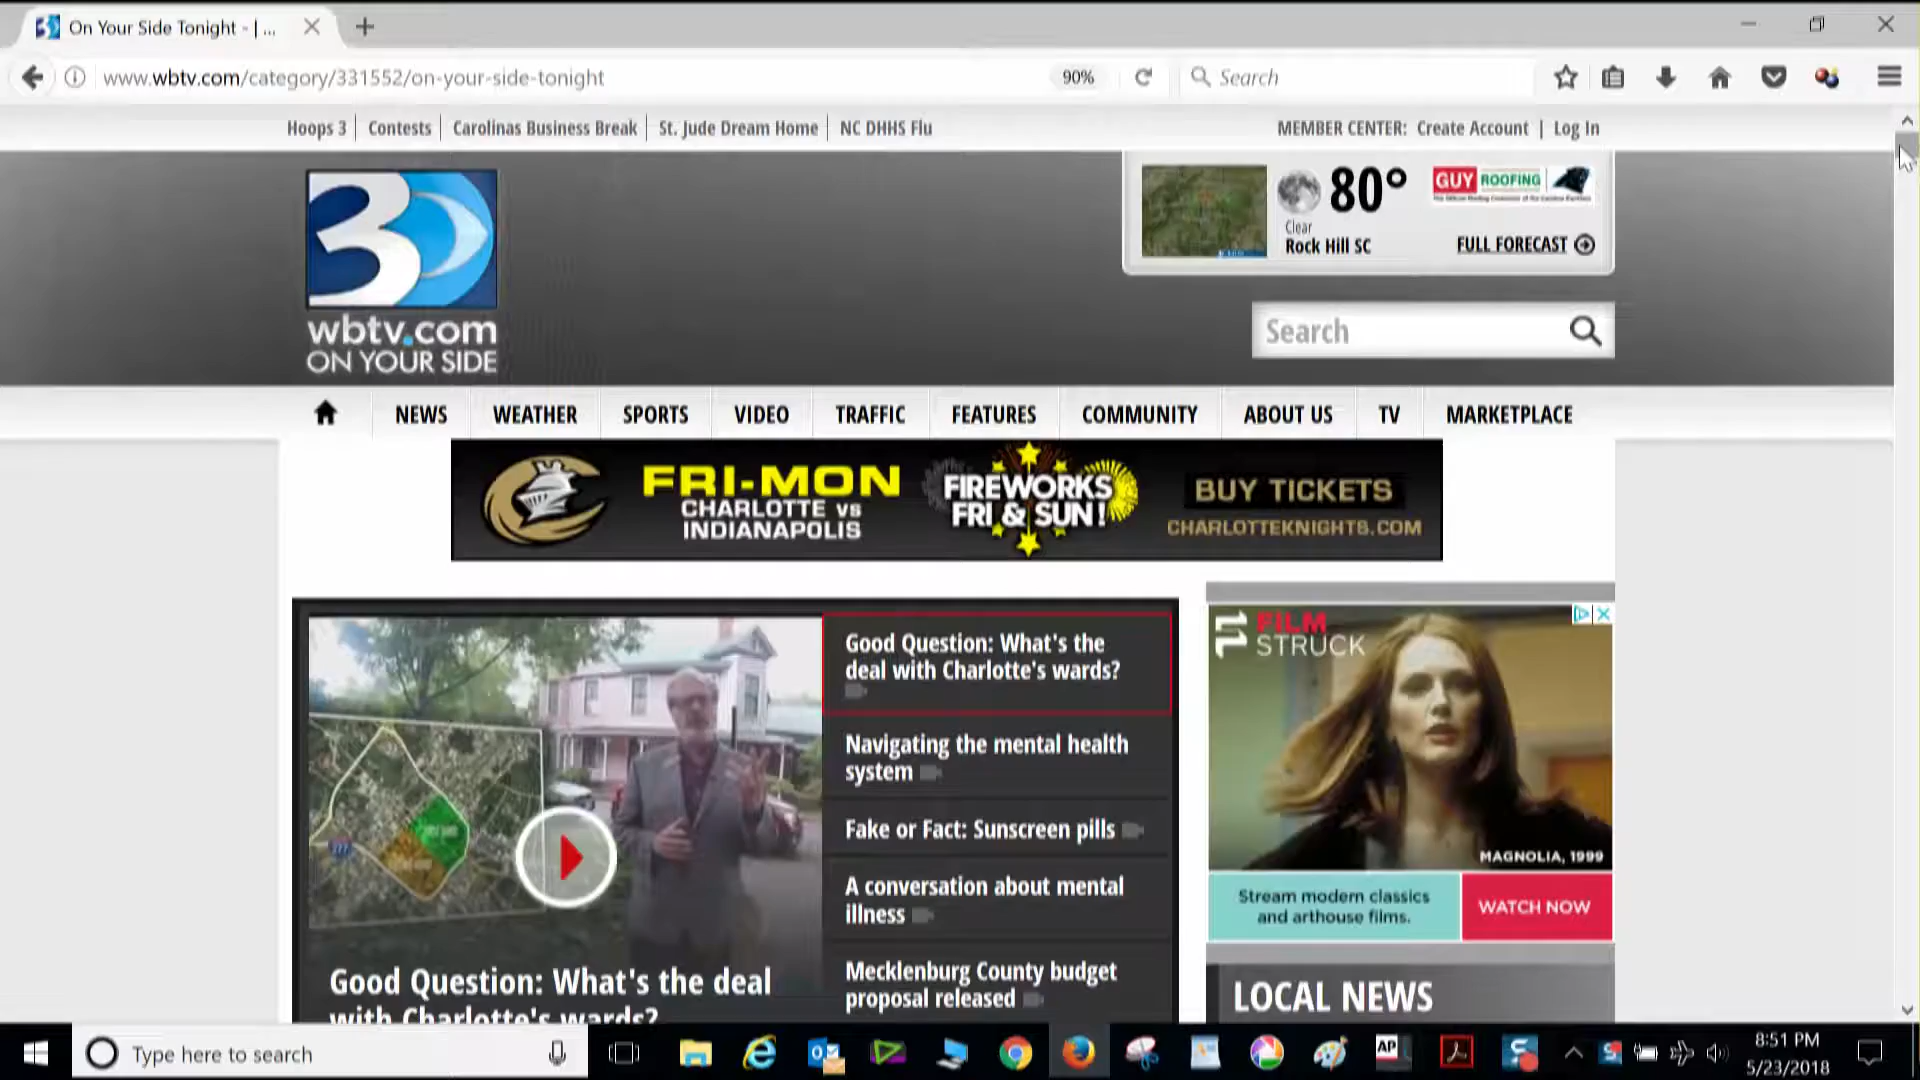 On Your Side Tonight - | ...
www.wbtv.com/category/331552/on-your-side-tonight
90%
Search
Hoops 3
Contests
Carolinas Business Break
St. Jude Dream Home
NC DHHS Flu
MEMBER CENTER: Create Account | Log In
3
wbtv.com
ON YOUR SIDE
80°
Clear
Rock Hill SC
GUY ROOFING
FULL FORECAST
Search
NEWS
WEATHER
SPORTS
VIDEO
TRAFFIC
FEATURES
COMMUNITY
ABOUT US
TV
MARKETPLACE
FRI-MON
CHARLOTTE vs
INDIANAPOLIS
FIREWORKS
FRI & SUN!
BUY TICKETS
CHARLOTTEKNIGHTS.COM
277
Good Question: What's the deal
with Charlotte's wards?
Good Question: What's the
deal with Charlotte's wards?
Navigating the mental health
system
Fake or Fact: Sunscreen pills
A conversation about mental
illness
Mecklenburg County budget
proposal released
FILM
STRUCK
MAGNOLIA, 1999
Stream modern classics
and arthouse films.
WATCH NOW
LOCAL NEWS
Type here to search
AP
8:51 PM
5/23/2018